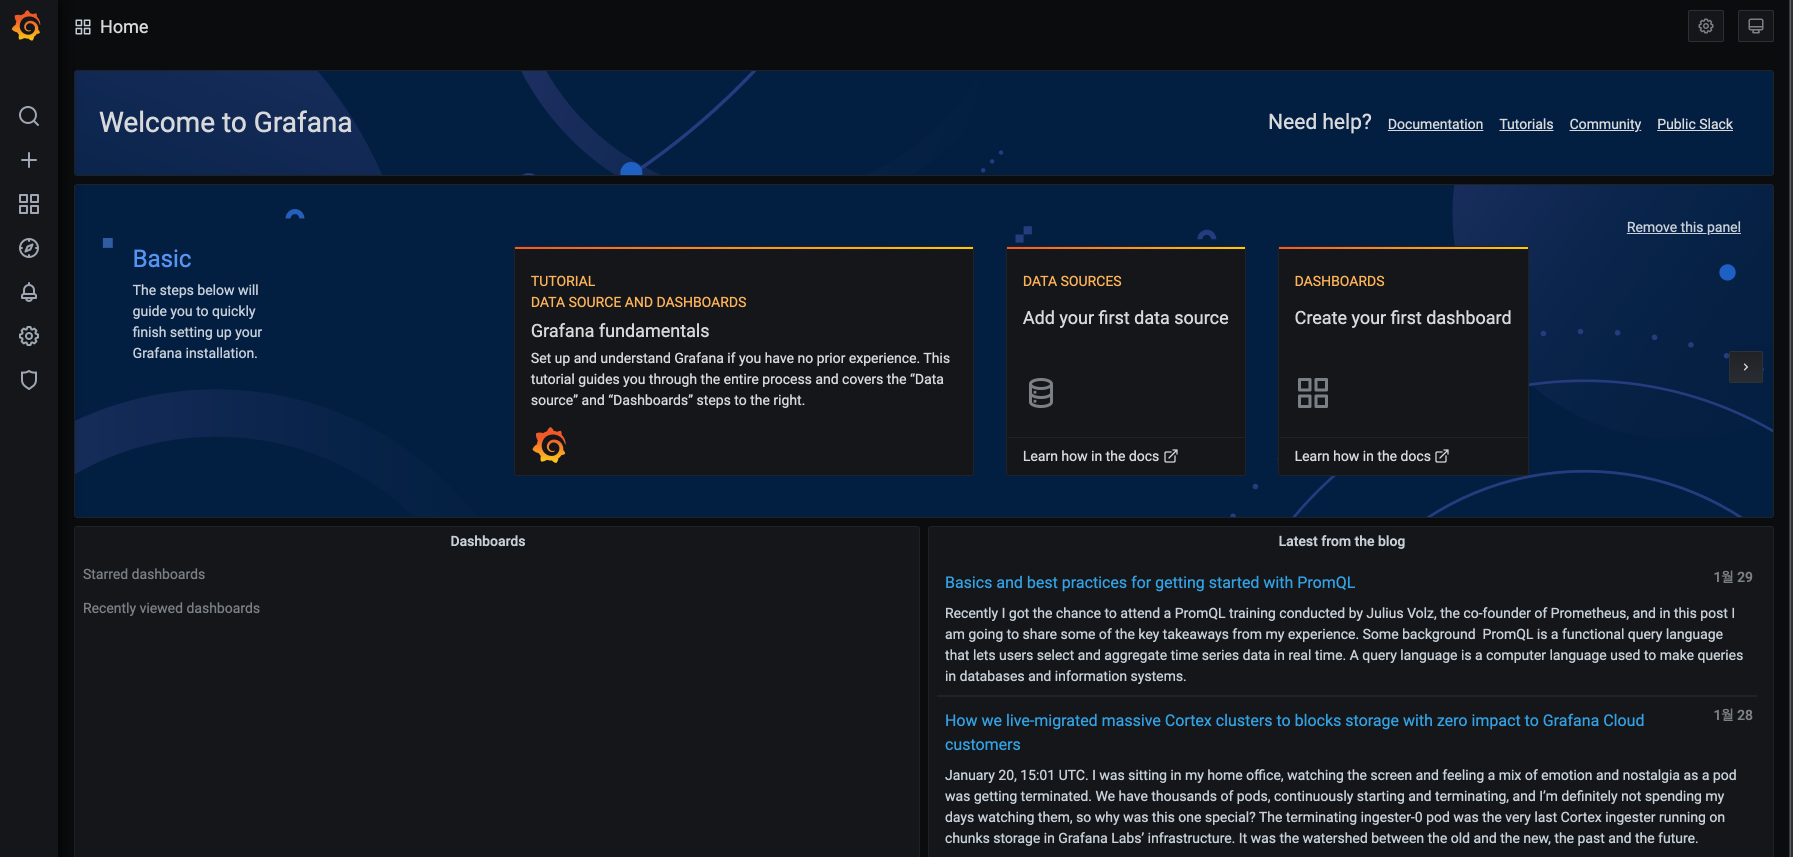 Home
Welcome to Grafana
Need help? Documentation Tutorials Community Public Slack
Remove this panel
Basic
The steps below will
guide you to quickly
finish setting up your
Grafana installation.
TUTORIAL
DATA SOURCE AND DASHBOARDS
Grafana fundamentals
Set up and understand Grafana if you have no prior experience. This
tutorial guides you through the entire process and covers the “Data
source” and “Dashboards” steps to the right.
DATA SOURCES
Add your first data source
Learn how in the docs
DASHBOARDS
Create your first dashboard
Learn how in the docs
Dashboards
Starred dashboards
Recently viewed dashboards
Latest from the blog
Basics and best practices for getting started with PromQL
1월 29
Recently I got the chance to attend a PromQL training conducted by Julius Volz, the co-founder of Prometheus, and in this post I
am going to share some of the key takeaways from my experience. Some background  PromQL is a functional query language
that lets users select and aggregate time series data in real time. A query language is a computer language used to make queries
in databases and information systems.
How we live-migrated massive Cortex clusters to blocks storage with zero impact to Grafana Cloud
customers
1월 28
January 20, 15:01 UTC. I was sitting in my home office, watching the screen and feeling a mix of emotion and nostalgia as a pod
was getting terminated. We have thousands of pods, continuously starting and terminating, and I’m definitely not spending my
days watching them, so why was this one special? The terminating ingester-0 pod was the very last Cortex ingester running on
chunks storage in Grafana Labs’ infrastructure. It was the watershed between the old and the new, the past and the future.